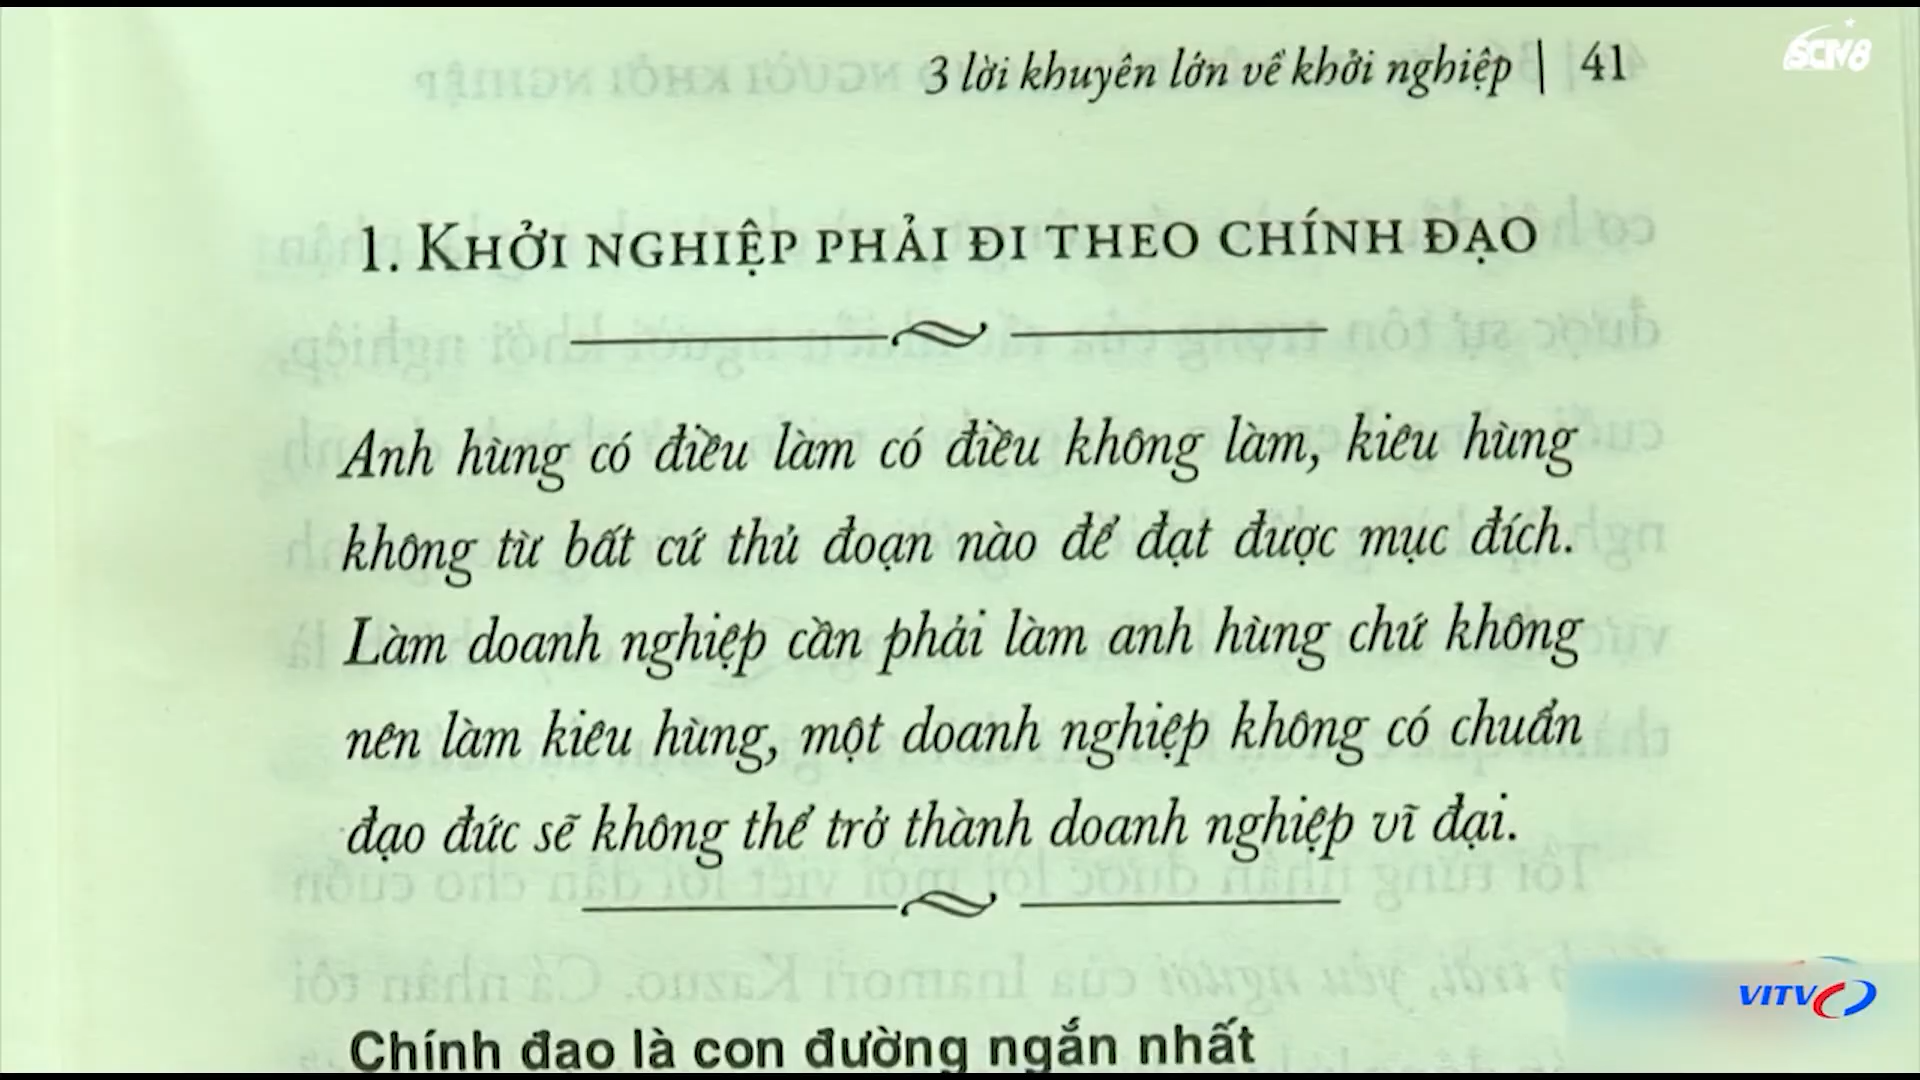 SCTV8
3 lời khuyên lớn về khởi nghiệp | 41
1. KHỞI NGHIỆP PHẢI ĐI THEO CHÍNH ĐẠO
Anh hùng có điều làm có điều không làm, kiêu hùng
không từ bất cứ thủ đoạn nào để đạt được mục đích.
Làm doanh nghiệp cần phải làm anh hùng chứ không
nên làm kiêu hùng, một doanh nghiệp không có chuẩn
đạo đức sẽ không thể trở thành doanh nghiệp vĩ đại.
Chính đạo là con đường ngắn nhất
VITV